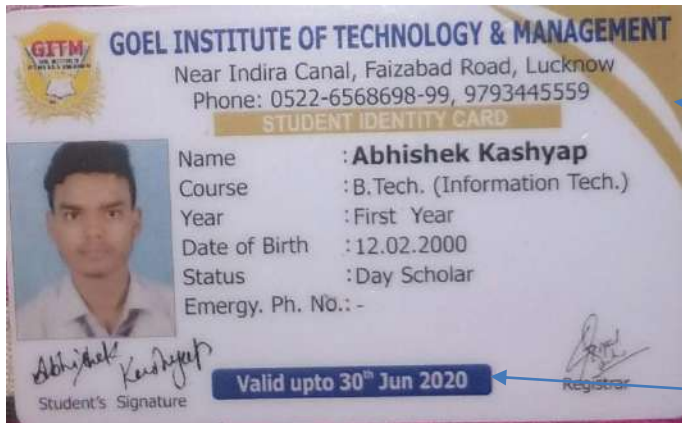 GITM
GOEL INSTITUTE OF TECHNOLOGY & MANAGEMENT
Near Indira Canal, Faizabad Road, Lucknow
Phone: 0522-6568698-99, 9793445559
STUDENT IDENTITY CARD
Name : Abhishek Kashyap
Course : B.Tech. (Information Tech.)
Year : First Year
Date of Birth : 12.02.2000
Status : Day Scholar
Emergy. Ph. No.: -
Abhishek Kashyap
Student's Signature
Valid upto 30th Jun 2020
Registrar